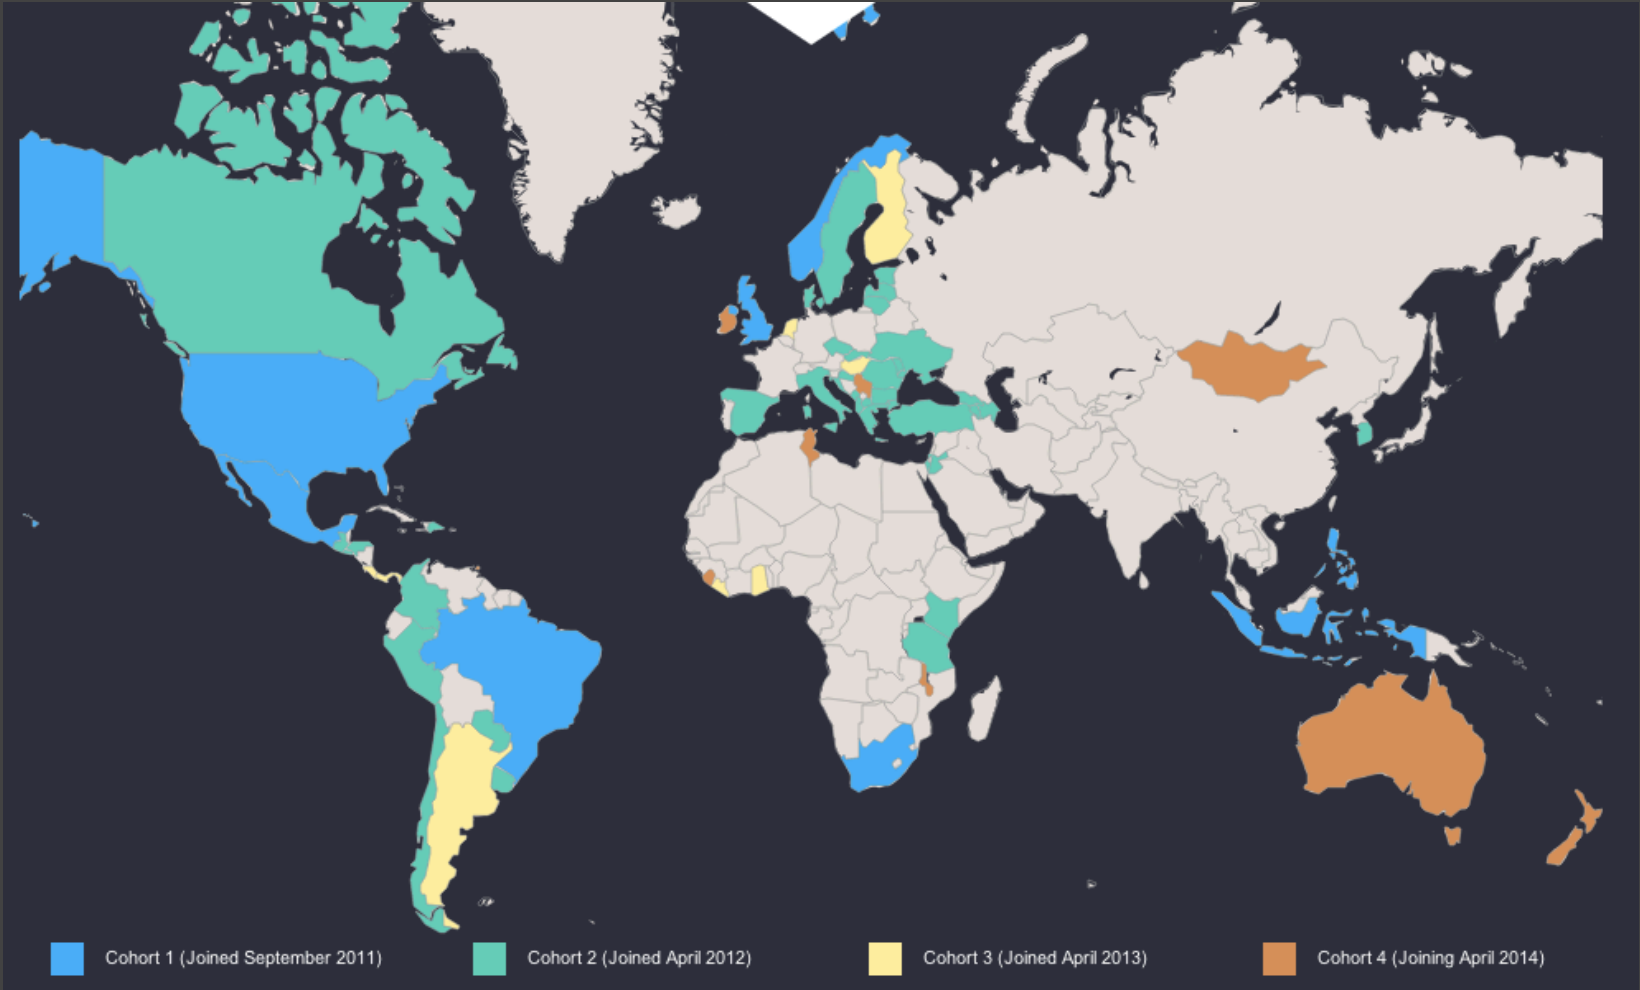 Cohort 1 (Joined September 2011)
Cohort 2 (Joined April 2012)
Cohort 3 (Joined April 2013)
Cohort 4 (Joining April 2014)